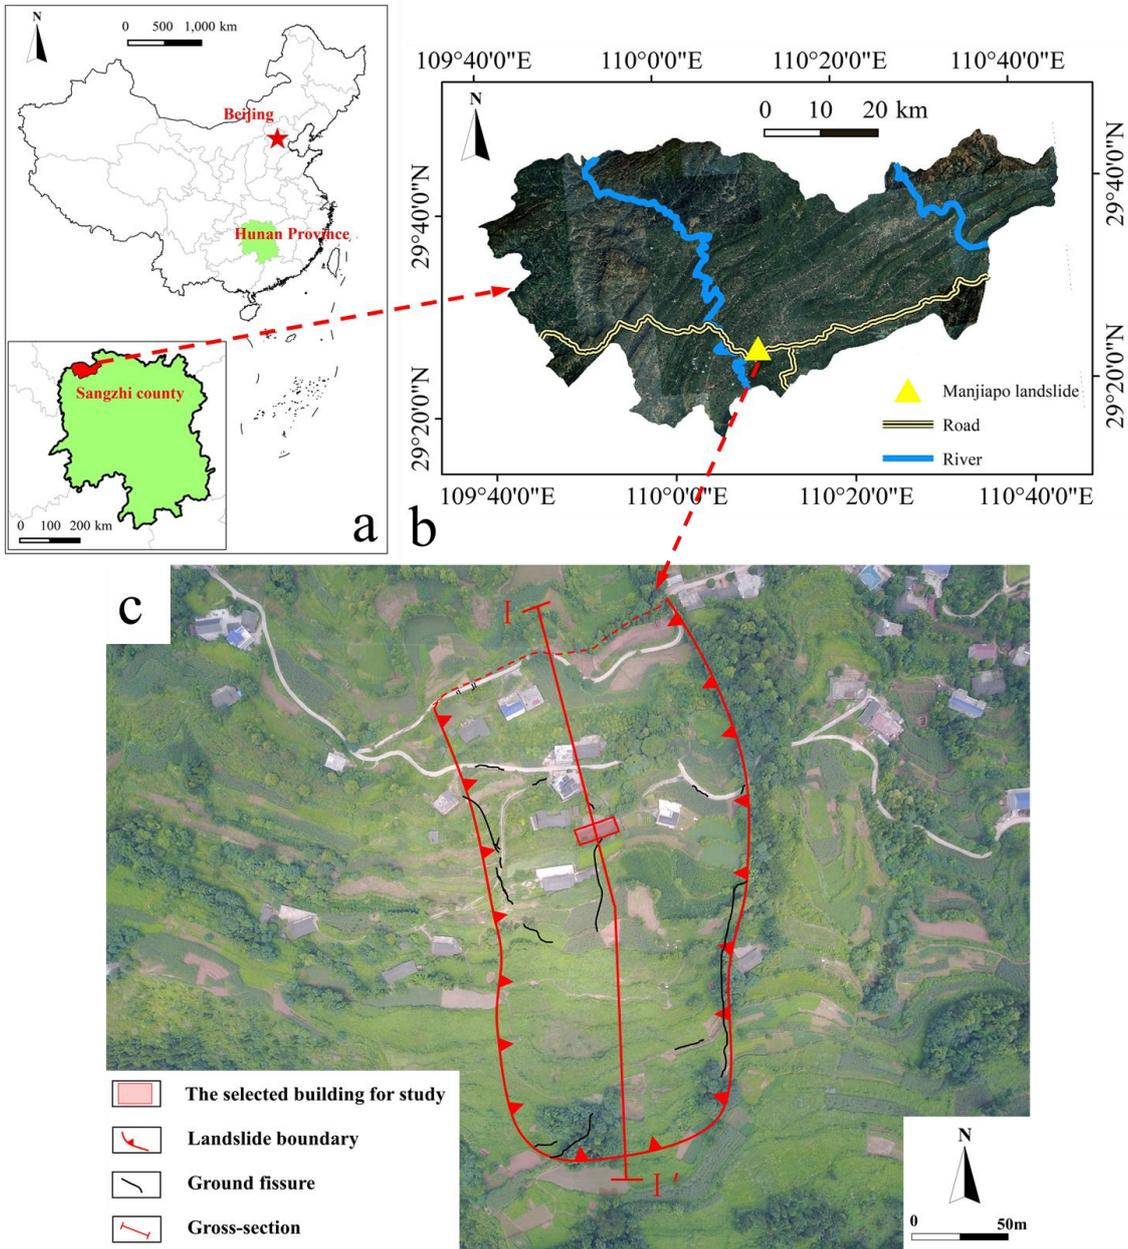 N
0 500 1,000 km
Beijing
Hunan Province
Sangzhi county
0 100 200 km
a
109°40'0"E 110°0'0"E 110°20'0"E 110°40'0"E
N
0 10 20 km
29°40'0"N
29°20'0"N
29°40'0"N
29°20'0"N
Manjiapo landslide
Road
River
109°40'0"E 110°0'0"E 110°20'0"E 110°40'0"E
b
c
I
I'
The selected building for study
Landslide boundary
Ground fissure
Gross-section
N
0 50m